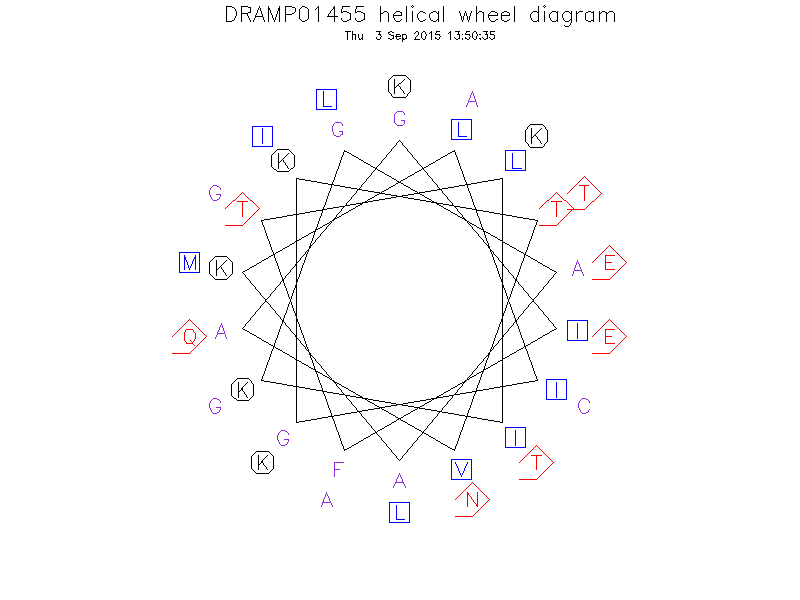 DRAMP01455 helical wheel diagram
Thu 3 Sep 2015 13:50:35
K
L A
G
G L
I K
K L
G T
T T
M K A E
Q A I E
G K I C
G I
K F V T
A
A N
L